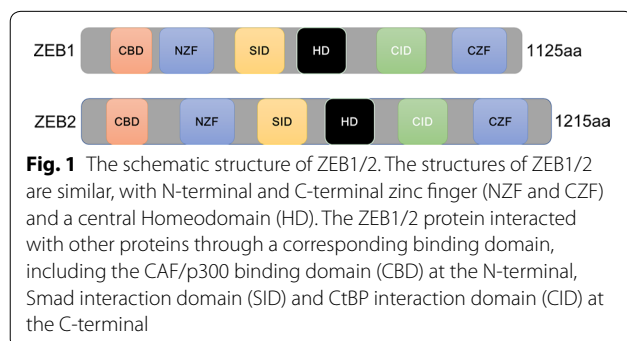 ZEB1 CBD NZF SID HD CID CZF 1125aa
ZEB2 CBD NZF SID HD CID CZF 1215aa
Fig. 1 The schematic structure of ZEB1/2. The structures of ZEB1/2
are similar, with N-terminal and C-terminal zinc finger (NZF and CZF)
and a central Homeodomain (HD). The ZEB1/2 protein interacted
with other proteins through a corresponding binding domain,
including the CAF/p300 binding domain (CBD) at the N-terminal,
Smad interaction domain (SID) and CtBP interaction domain (CID) at
the C-terminal